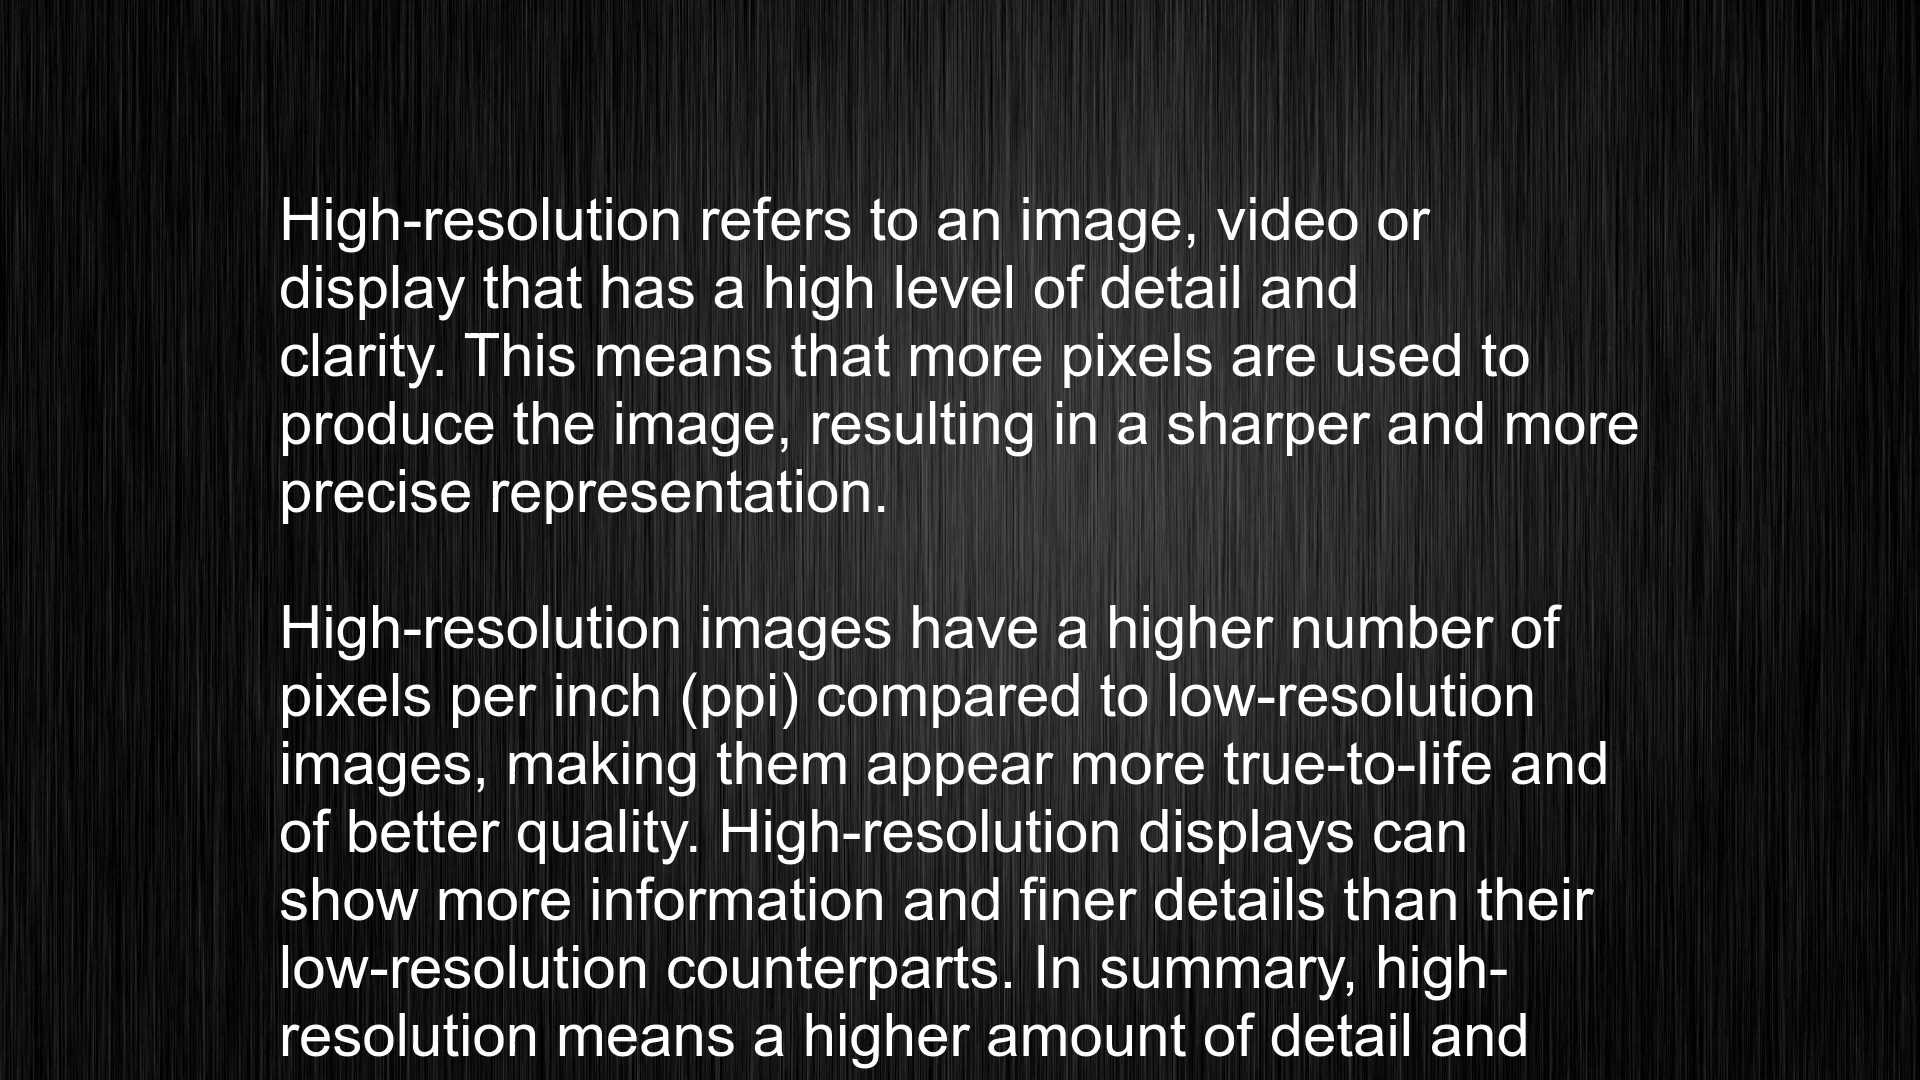 High-resolution refers to an image, video or
display that has a high level of detail and
clarity. This means that more pixels are used to
produce the image, resulting in a sharper and more
precise representation.
High-resolution images have a higher number of
pixels per inch (ppi) compared to low-resolution
images, making them appear more true-to-life and
of better quality. High-resolution displays can
show more information and finer details than their
low-resolution counterparts. In summary, high-
resolution means a higher amount of detail and